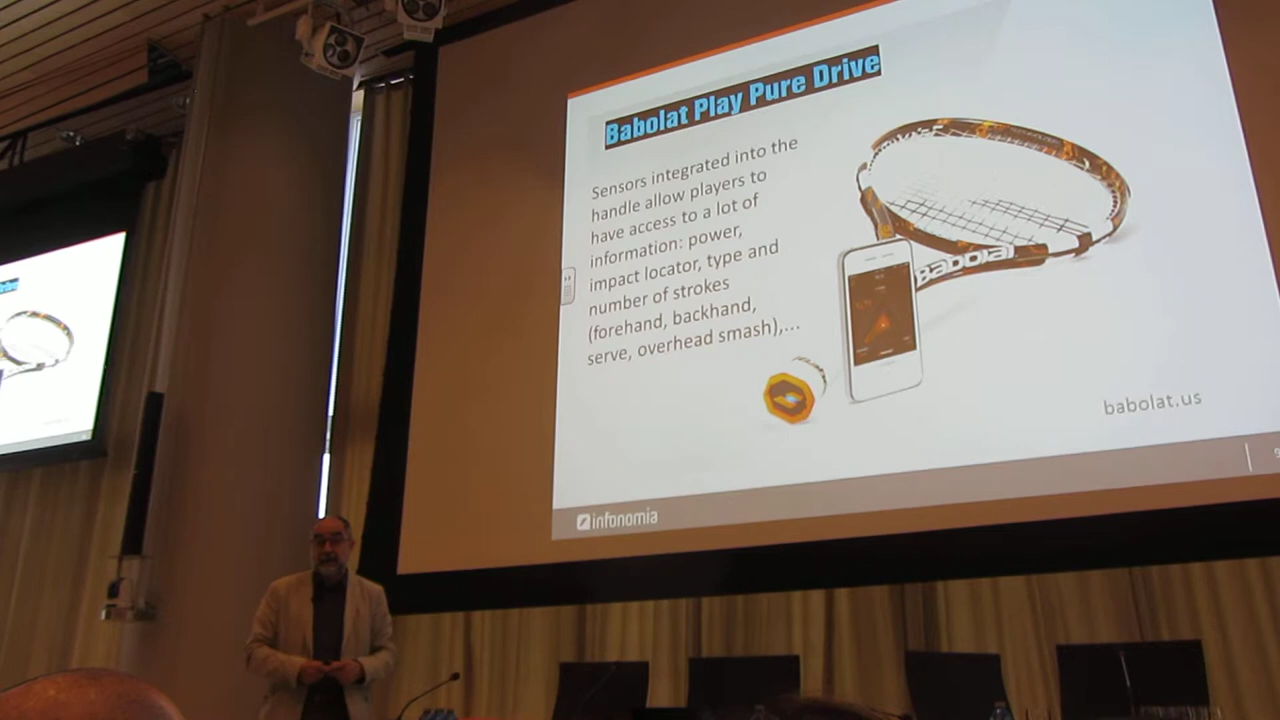 Babolat Play Pure Drive
Sensors integrated into the
handle allow players to
have access to a lot of
information: power,
impact locator, type and
number of strokes
(forehand, backhand,
serve, overhead smash),...
Babolat
babolat.us
infonomia